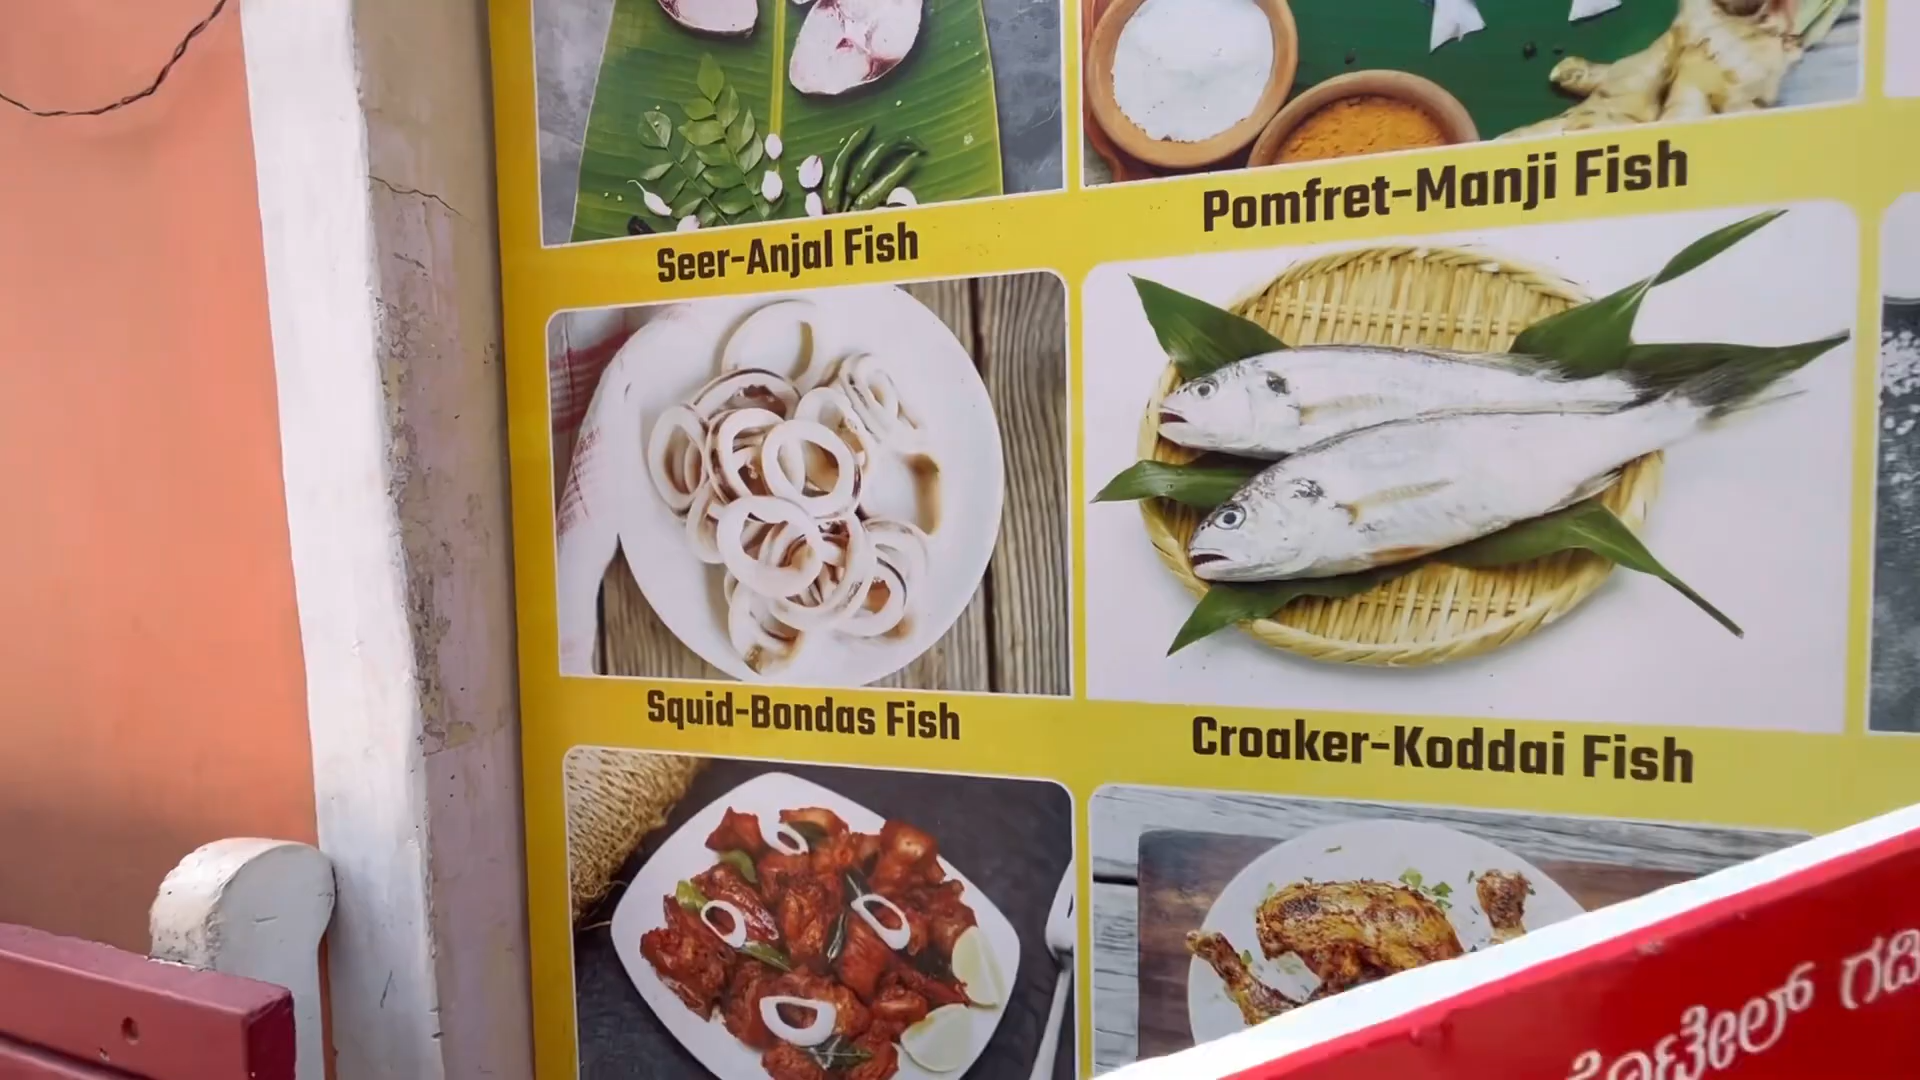 Pomfret-Manji Fish
Seer-Anjal Fish
Squid-Bondas Fish
Croaker-Koddai Fish